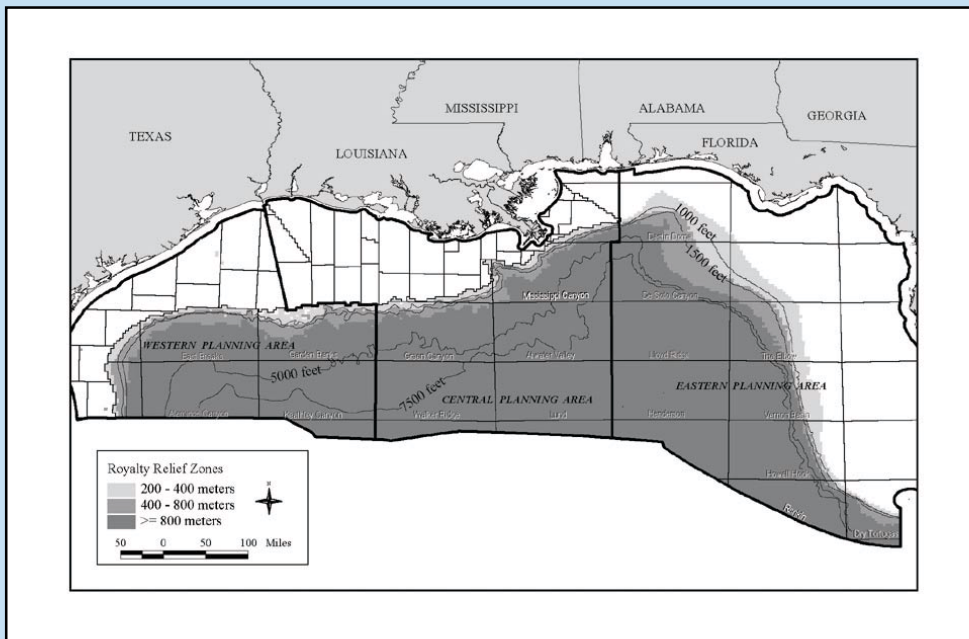 MISSISSIPPI
ALABAMA
GEORGIA
TEXAS
LOUISIANA
FLORIDA
1000 feet
Destin Dome
1500 feet
Mississippi Canyon
De Soto Canyon
WESTERN PLANNING AREA
East Breaks
Garden Banks
Green Canyon
Atwater Valley
Lloyd Ridge
The Elbow
5000 feet
7500 feet
CENTRAL PLANNING AREA
EASTERN PLANNING AREA
Alaminos Canyon
Keathley Canyon
Walker Ridge
Lund
Henderson
Vernon Basin
Howell Hook
Rankin
Dry Tortugas
Royalty Relief Zones
200 - 400 meters
400 - 800 meters
>= 800 meters
N
50 0 50 100 Miles